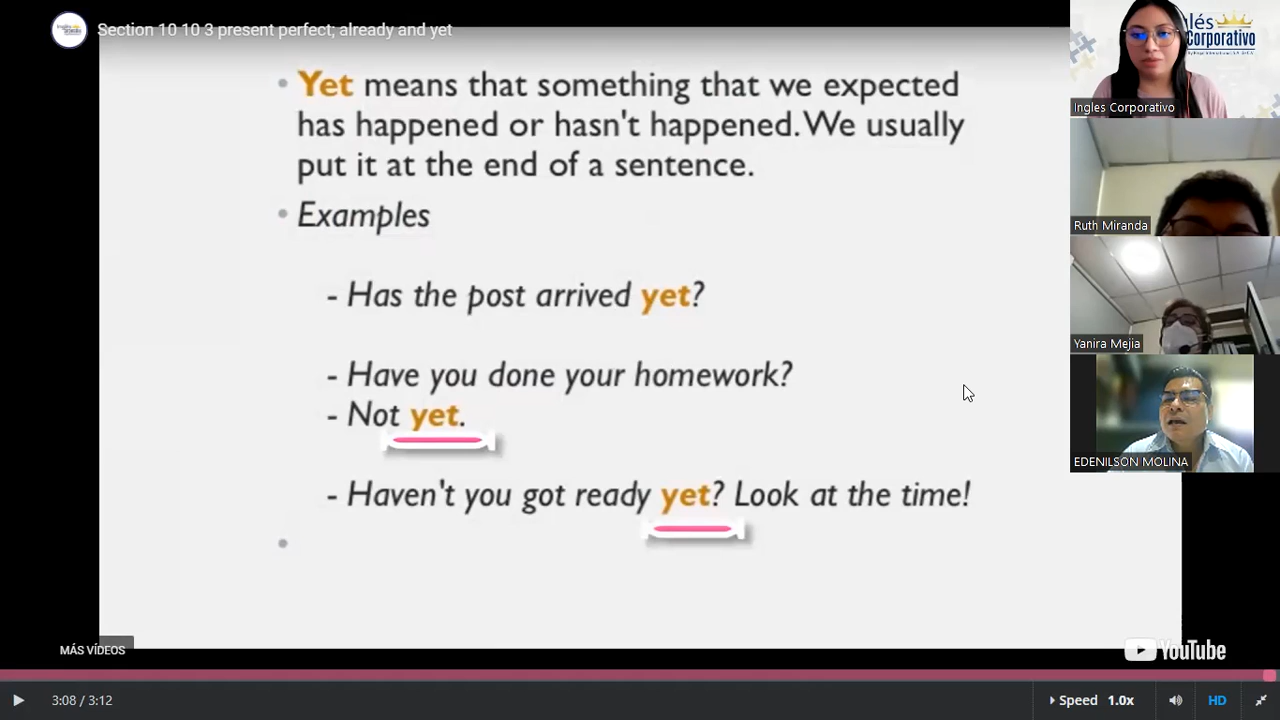 Section 10 10 3 present perfect; already and yet
Yet means that something that we expected
has happened or hasn't happened. We usually
put it at the end of a sentence.
Examples
- Has the post arrived yet?
- Have you done your homework?
- Not yet.
- Haven't you got ready yet? Look at the time!
MÁS VÍDEOS
YouTube
3:08 / 3:12
Speed 1.0x
HD
glés
Corporativo
Ingles Corporativo
Ruth Miranda
Yanira Mejia
EDENILSON MOLINA